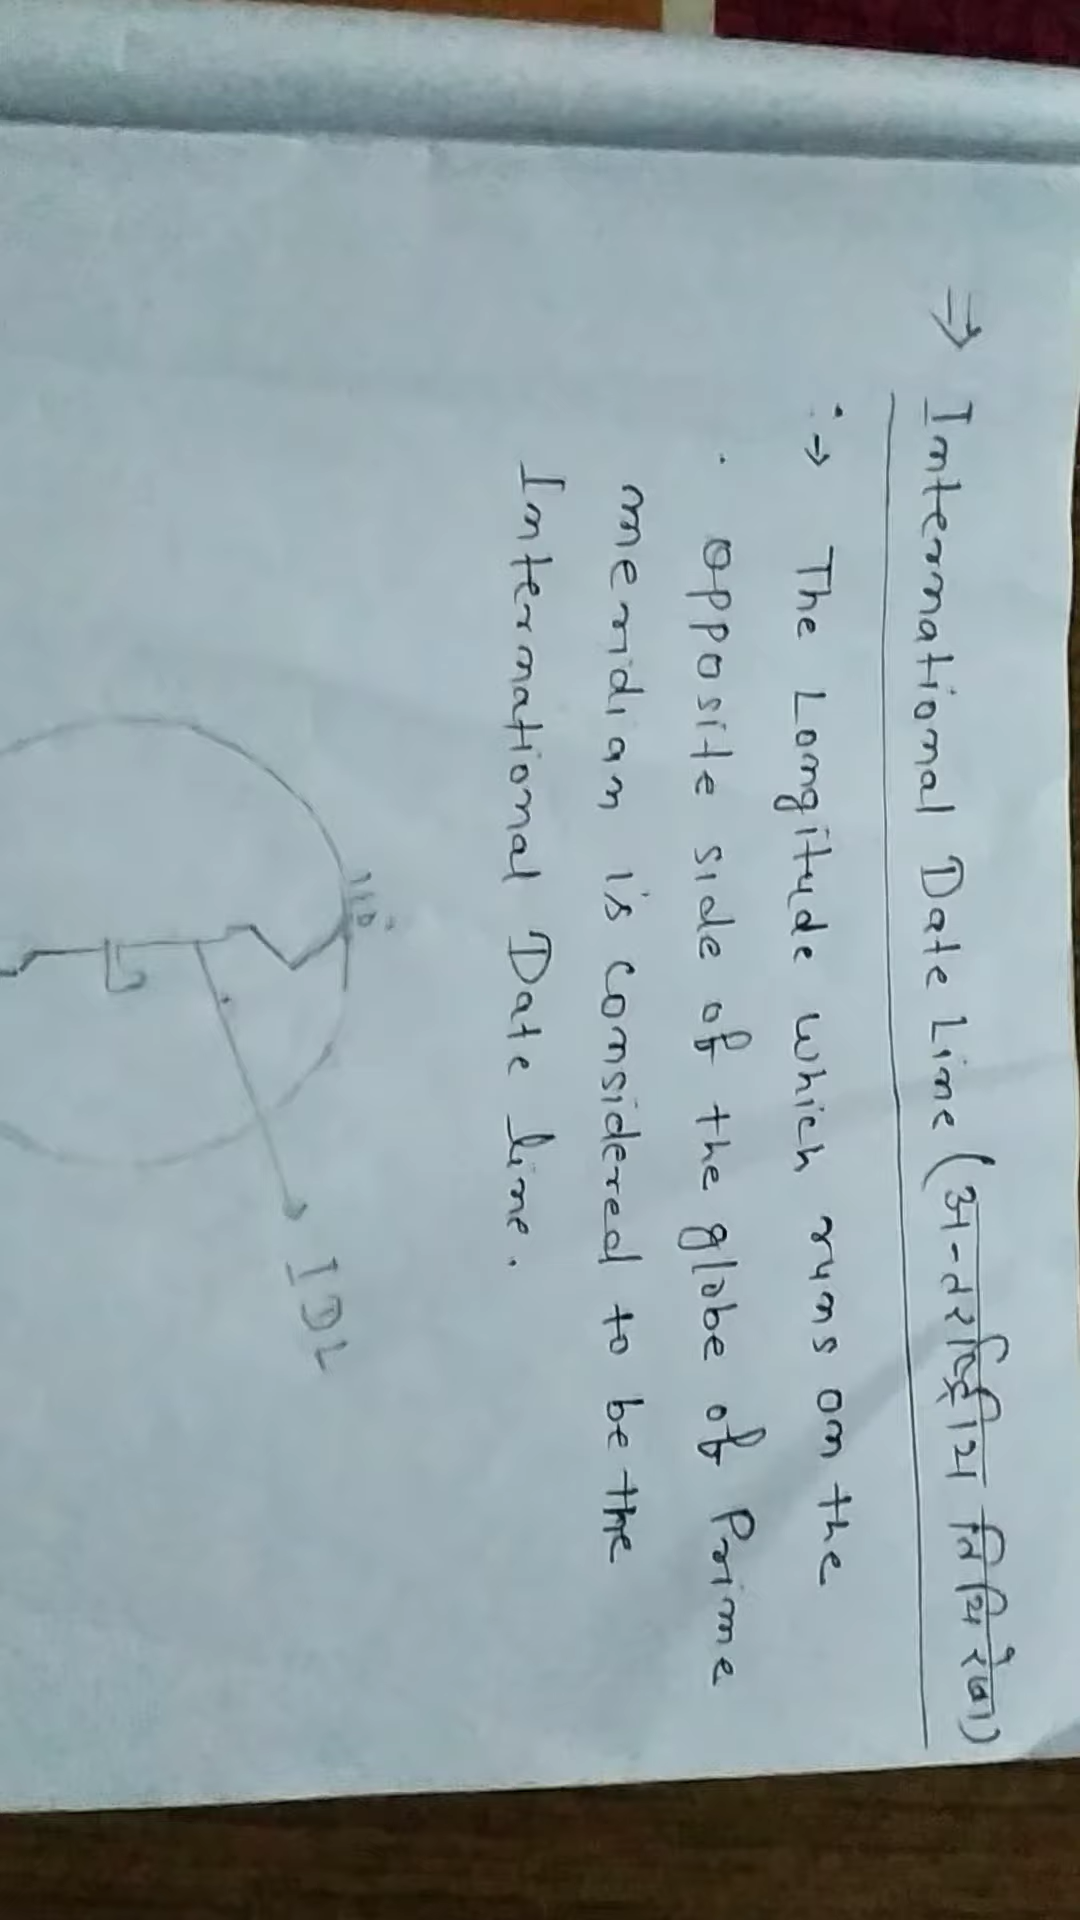 ⇒ International Date Line (अ-तर्राष्ट्रीय तिथि रेखा)
:→ The Longitude which runs on the
opposite side of the globe of Prime
meridian is considered to be the
International Date line.
IDL